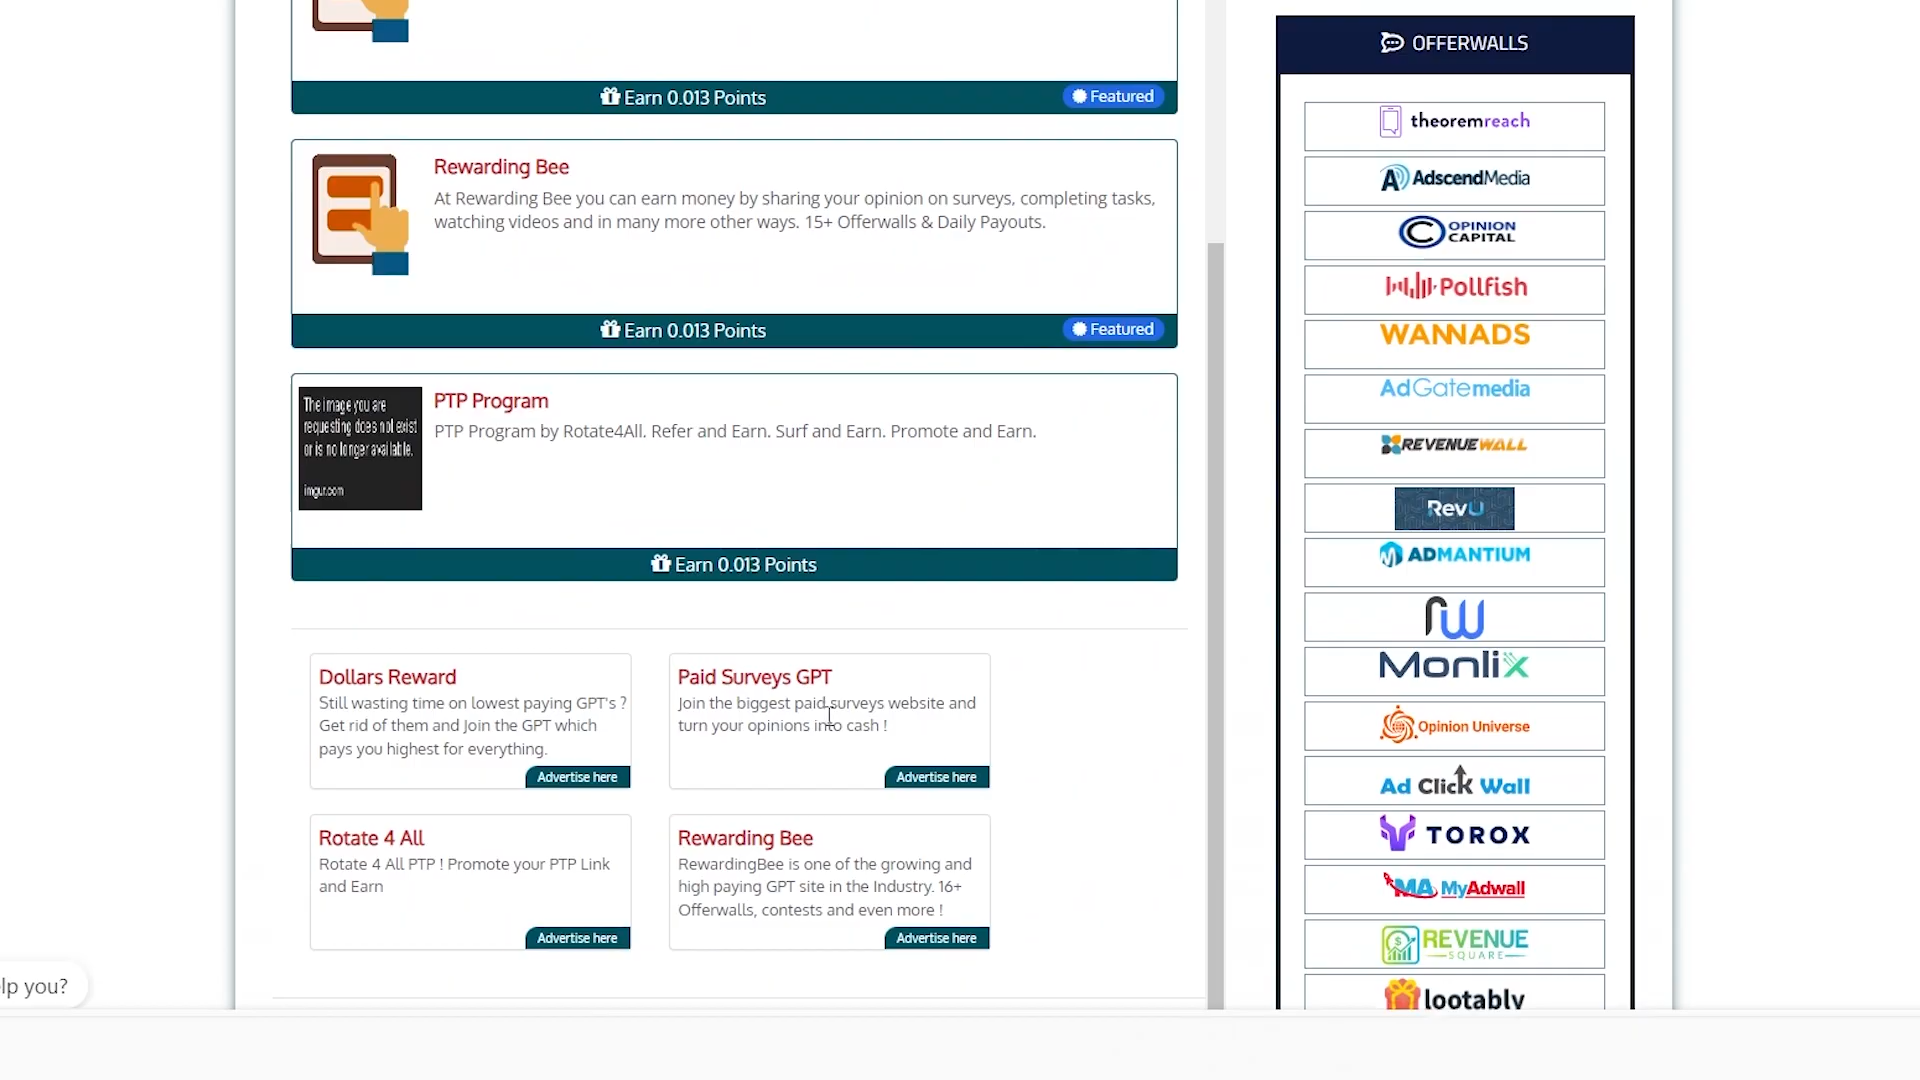 Earn 0.013 Points
Featured
Rewarding Bee
At Rewarding Bee you can earn money by sharing your opinion on surveys, completing tasks,
watching videos and in many more other ways. 15+ Offerwalls & Daily Payouts.
Earn 0.013 Points
Featured
The image you are
requesting does not exist
or is no longer available.
imgur.com
PTP Program
PTP Program by Rotate4All. Refer and Earn. Surf and Earn. Promote and Earn.
Earn 0.013 Points
Dollars Reward
Still wasting time on lowest paying GPT's ?
Get rid of them and Join the GPT which
pays you highest for everything.
Advertise here
Paid Surveys GPT
Join the biggest paid surveys website and
turn your opinions into cash !
Advertise here
Rotate 4 All
Rotate 4 All PTP ! Promote your PTP Link
and Earn
Advertise here
Rewarding Bee
RewardingBee is one of the growing and
high paying GPT site in the Industry. 16+
Offerwalls, contests and even more !
Advertise here
lp you?
OFFERWALLS
theoremreach
AdscendMedia
OPINION
CAPITAL
Pollfish
WANNADS
AdGatemedia
REVENUEWALL
RevU
ADMANTIUM
rw
Monlix
Opinion Universe
Ad Click Wall
TOROX
MA MyAdwall
REVENUE
SQUARE
lootably